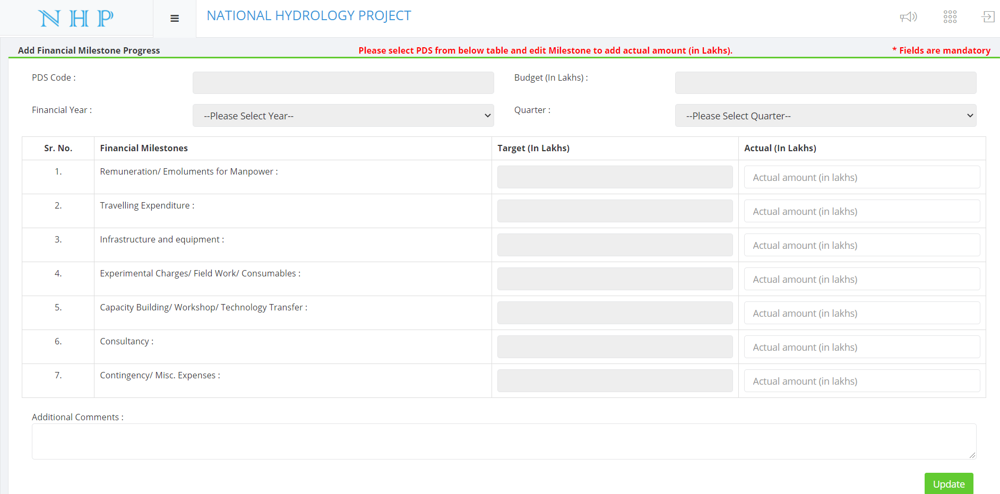 NHP
NATIONAL HYDROLOGY PROJECT
Add Financial Milestone Progress
Please select PDS from below table and edit Milestone to add actual amount (in Lakhs).
* Fields are mandatory
PDS Code :
Budget (In Lakhs) :
Financial Year :
--Please Select Year--
Quarter :
--Please Select Quarter--
Sr. No. Financial Milestones Target (In Lakhs) Actual (In Lakhs)
1. Remuneration/ Emoluments for Manpower : Actual amount (in lakhs)
2. Travelling Expenditure : Actual amount (in lakhs)
3. Infrastructure and equipment : Actual amount (in lakhs)
4. Experimental Charges/ Field Work/ Consumables : Actual amount (in lakhs)
5. Capacity Building/ Workshop/ Technology Transfer : Actual amount (in lakhs)
6. Consultancy : Actual amount (in lakhs)
7. Contingency/ Misc. Expenses : Actual amount (in lakhs)
Additional Comments :
Update